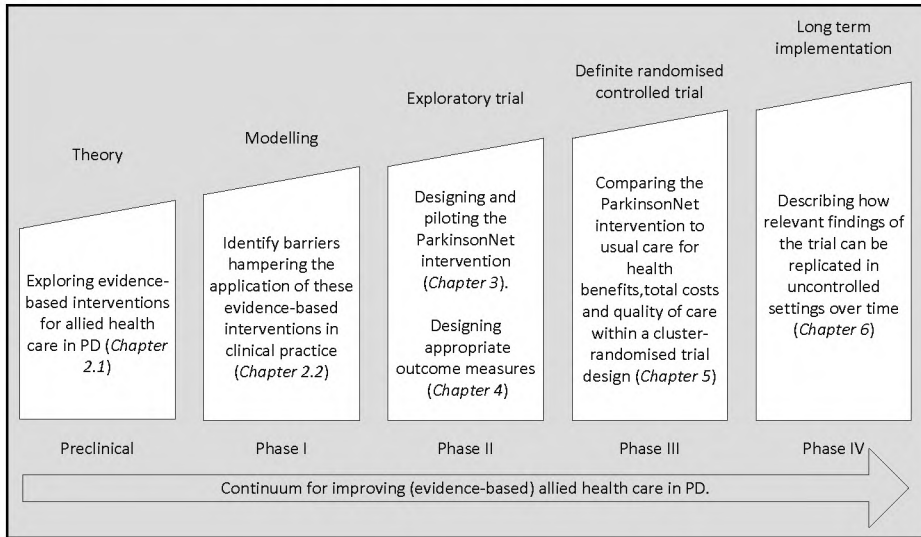 Theory
Exploring evidence-
based interventions
for allied health
care in PD (Chapter
2.1)
Preclinical
Modelling
Identify barriers
hampering the
application of these
evidence-based
interventions in
clinical practice
(Chapter 2.2)
Phase I
Exploratory trial
Designing and
piloting the
ParkinsonNet
intervention
(Chapter 3).
Designing
appropriate
outcome measures
(Chapter 4)
Phase II
Definite randomised
controlled trial
Comparing the
ParkinsonNet
intervention to
usual care for
health
benefits,total costs
and quality of care
within a cluster-
randomised trial
design (Chapter 5)
Phase III
Long term
implementation
Describing how
relevant findings of
the trial can be
replicated in
uncontrolled
settings over time
(Chapter 6)
Phase IV
Continuum for improving (evidence-based) allied health care in PD.